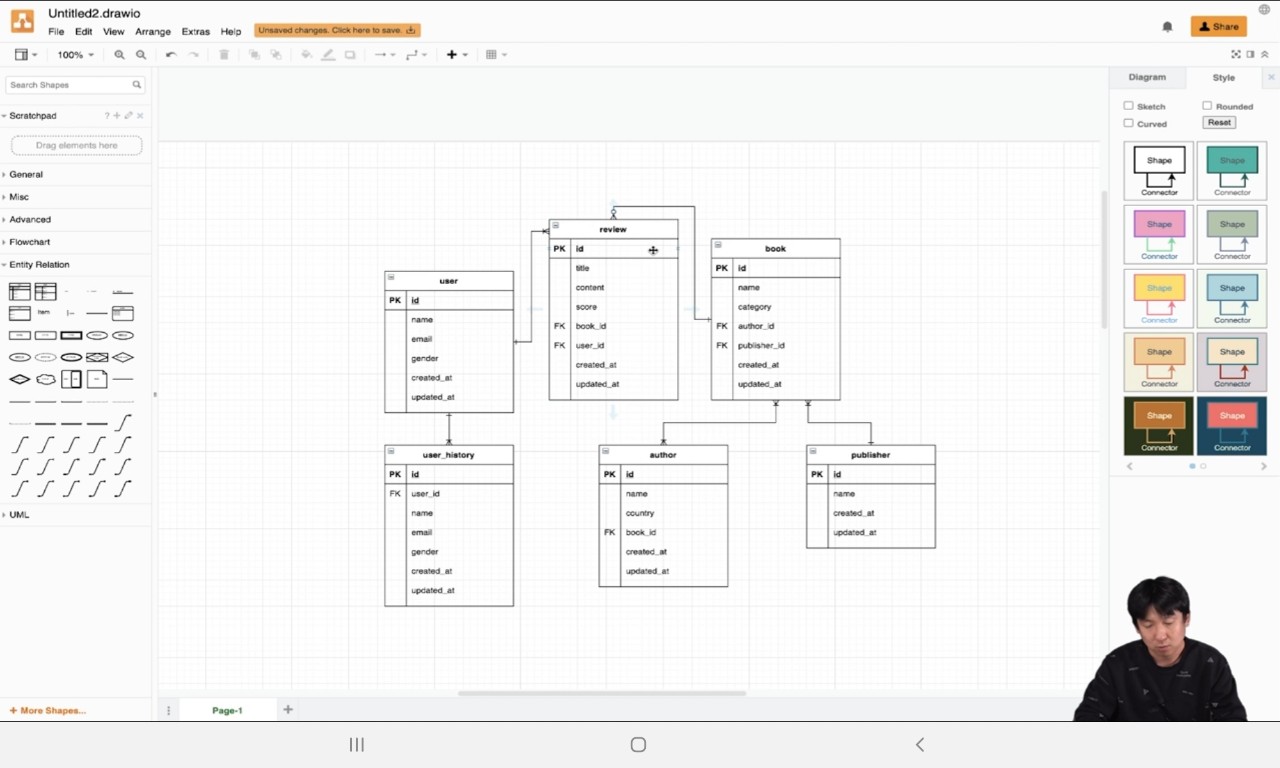 Untitled2.drawio
File Edit View Arrange Extras Help
Unsaved changes. Click here to save.
Share
100%
Search Shapes
Scratchpad
?
Drag elements here
General
Misc
Advanced
Flowchart
Entity Relation
Item
UML
+ More Shapes...
review
PK id
title
content
score
FK book_id
FK user_id
created_at
updated_at
book
PK id
name
category
FK author_id
FK publisher_id
created_at
updated_at
user
PK id
name
email
gender
created_at
updated_at
user_history
PK id
FK user_id
name
email
gender
created_at
updated_at
author
PK id
name
country
FK book_id
created_at
updated_at
publisher
PK id
name
created_at
updated_at
Page-1
Diagram Style
Sketch Rounded
Curved Reset
Shape Shape
Connector Connector
Shape Shape
Connector Connector
Shape Shape
Connector Connector
Shape Shape
Connector Connector
Shape Shape
Connector Connector